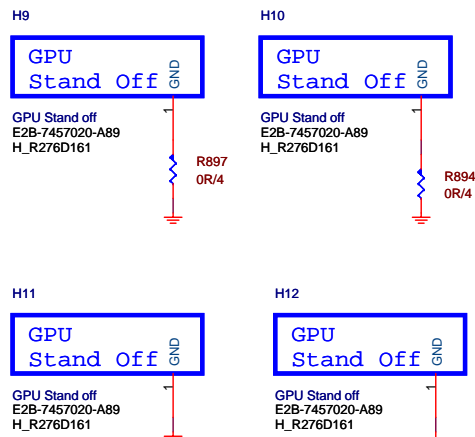 H9
GPU
Stand Off
GND
1
GPU Stand off
E2B-7457020-A89
H_R276D161
R897
0R/4
H10
GPU
Stand Off
GND
1
GPU Stand off
E2B-7457020-A89
H_R276D161
R894
0R/4
H11
GPU
Stand Off
GND
1
GPU Stand off
E2B-7457020-A89
H_R276D161
H12
GPU
Stand Off
GND
1
GPU Stand off
E2B-7457020-A89
H_R276D161